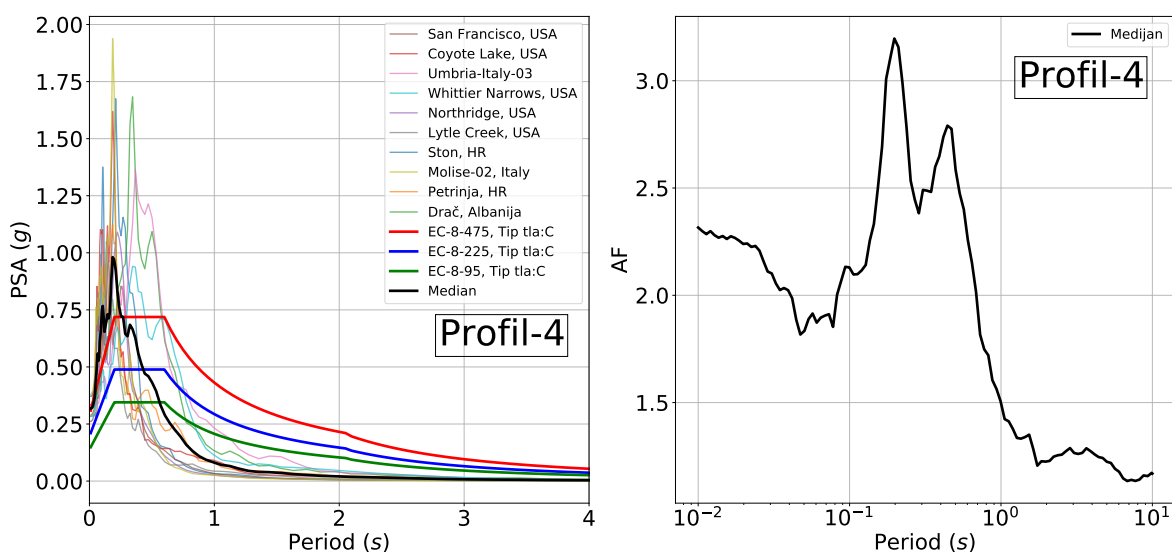 2.00
1.75
1.50
1.25
1.00
0.75
0.50
0.25
0.00
PSA (g)
0
1
2
3
4
Period (s)
San Francisco, USA
Coyote Lake, USA
Umbria-Italy-03
Whittier Narrows, USA
Northridge, USA
Lytle Creek, USA
Ston, HR
Molise-02, Italy
Petrinja, HR
Drač, Albanija
EC-8-475, Tip tla:C
EC-8-225, Tip tla:C
EC-8-95, Tip tla:C
Median
Profil-4
3.0
2.5
2.0
1.5
AF
10⁻²
10⁻¹
10⁰
10¹
Period (s)
Medijan
Profil-4